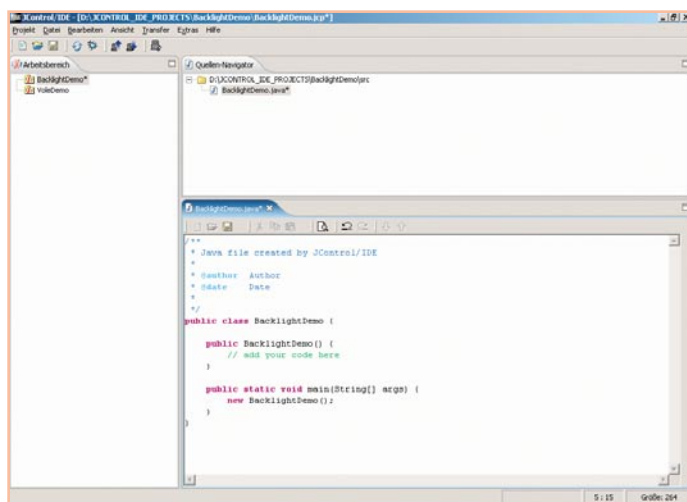 JControl/IDE - [D:\JCONTROL_IDE_PROJECTS\BacklightDemo\BacklightDemo.jcp*]
Projekt Datei Bearbeiten Ansicht Transfer Extras Hilfe
Arbeitsbereich
BacklightDemo*
VoleDemo
Quellen-Navigator
D:\JCONTROL_IDE_PROJECTS\BacklightDemo\src
BacklightDemo.java*
BacklightDemo.java*
/**
* Java file created by JControl/IDE
*
* @author Author
* @date Date
*
*/
public class BacklightDemo {
public BacklightDemo() {
// add your code here
}
public static void main(String[] args) {
new BacklightDemo();
}
}
5 : 15 Größe: 264